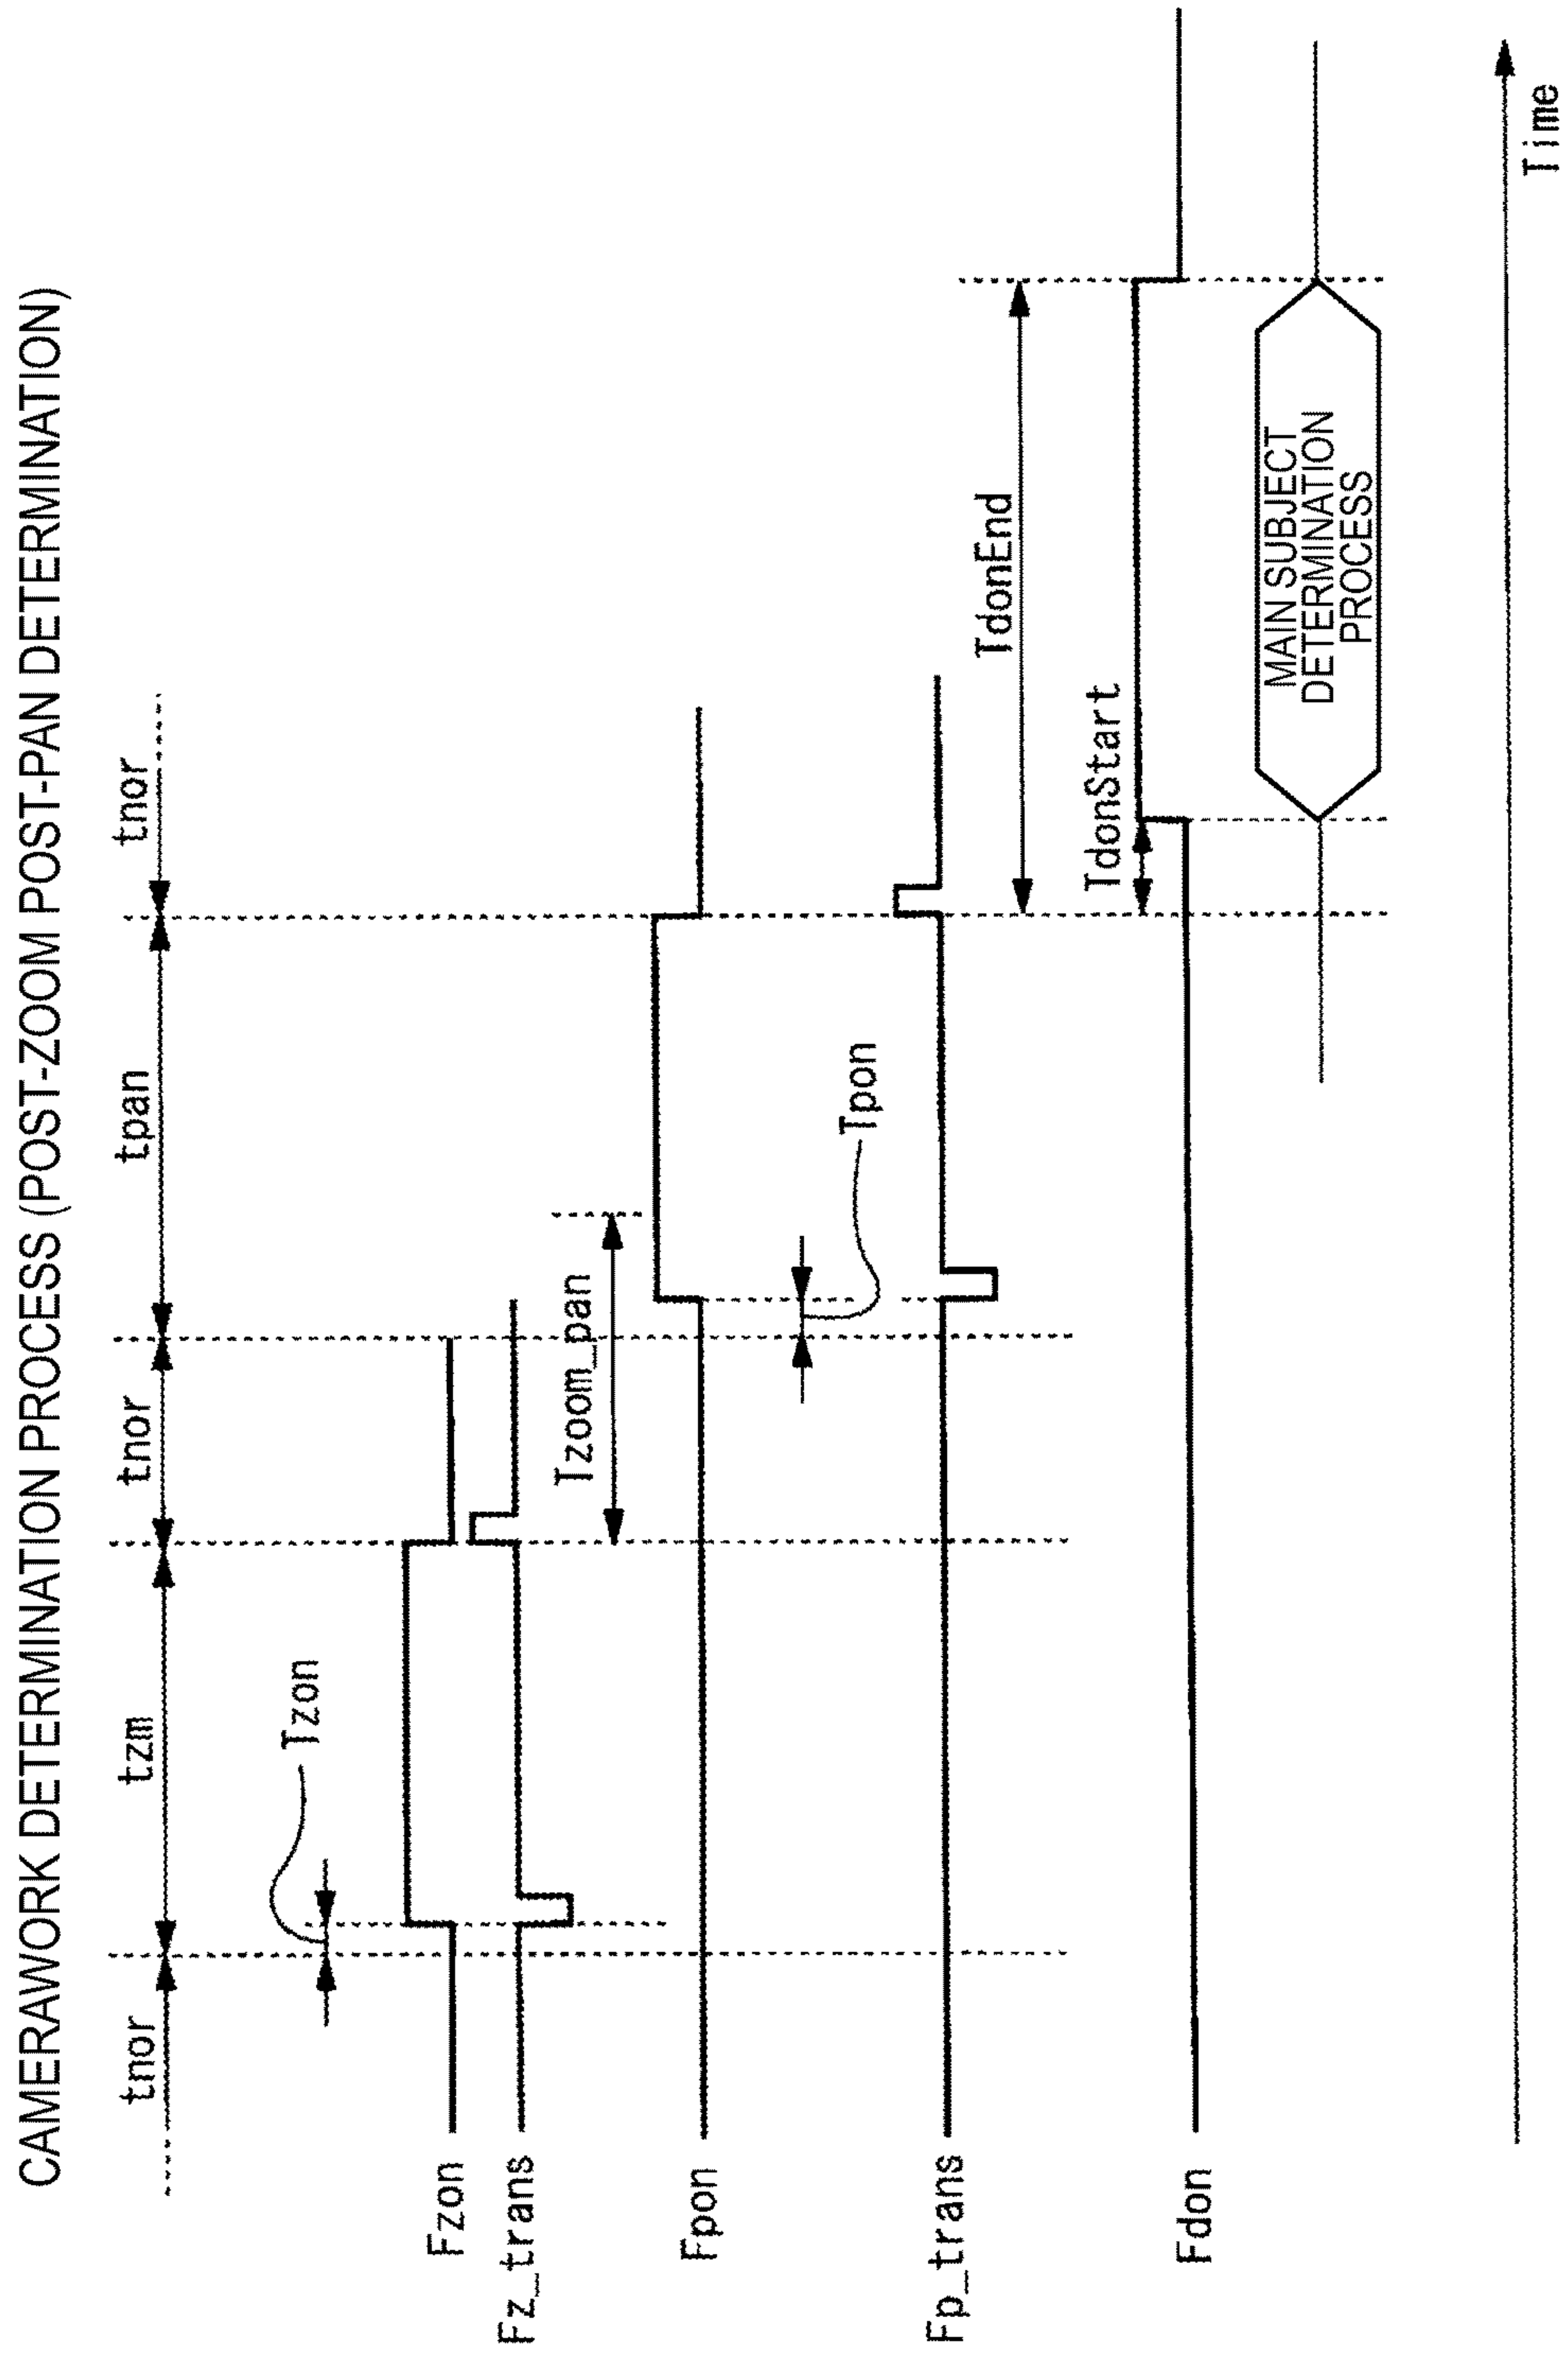 CAMERAWORK DETERMINATION PROCESS (POST-ZOOM POST-PAN DETERMINATION)
tnor
tzm
tnor
tpan
tnor
Tzon
Fzon
Fz_trans
Tzoom_pan
Fpon
Tpon
Fp_trans
TdonEnd
TdonStart
Fdon
MAIN SUBJECT
DETERMINATION
PROCESS
Time